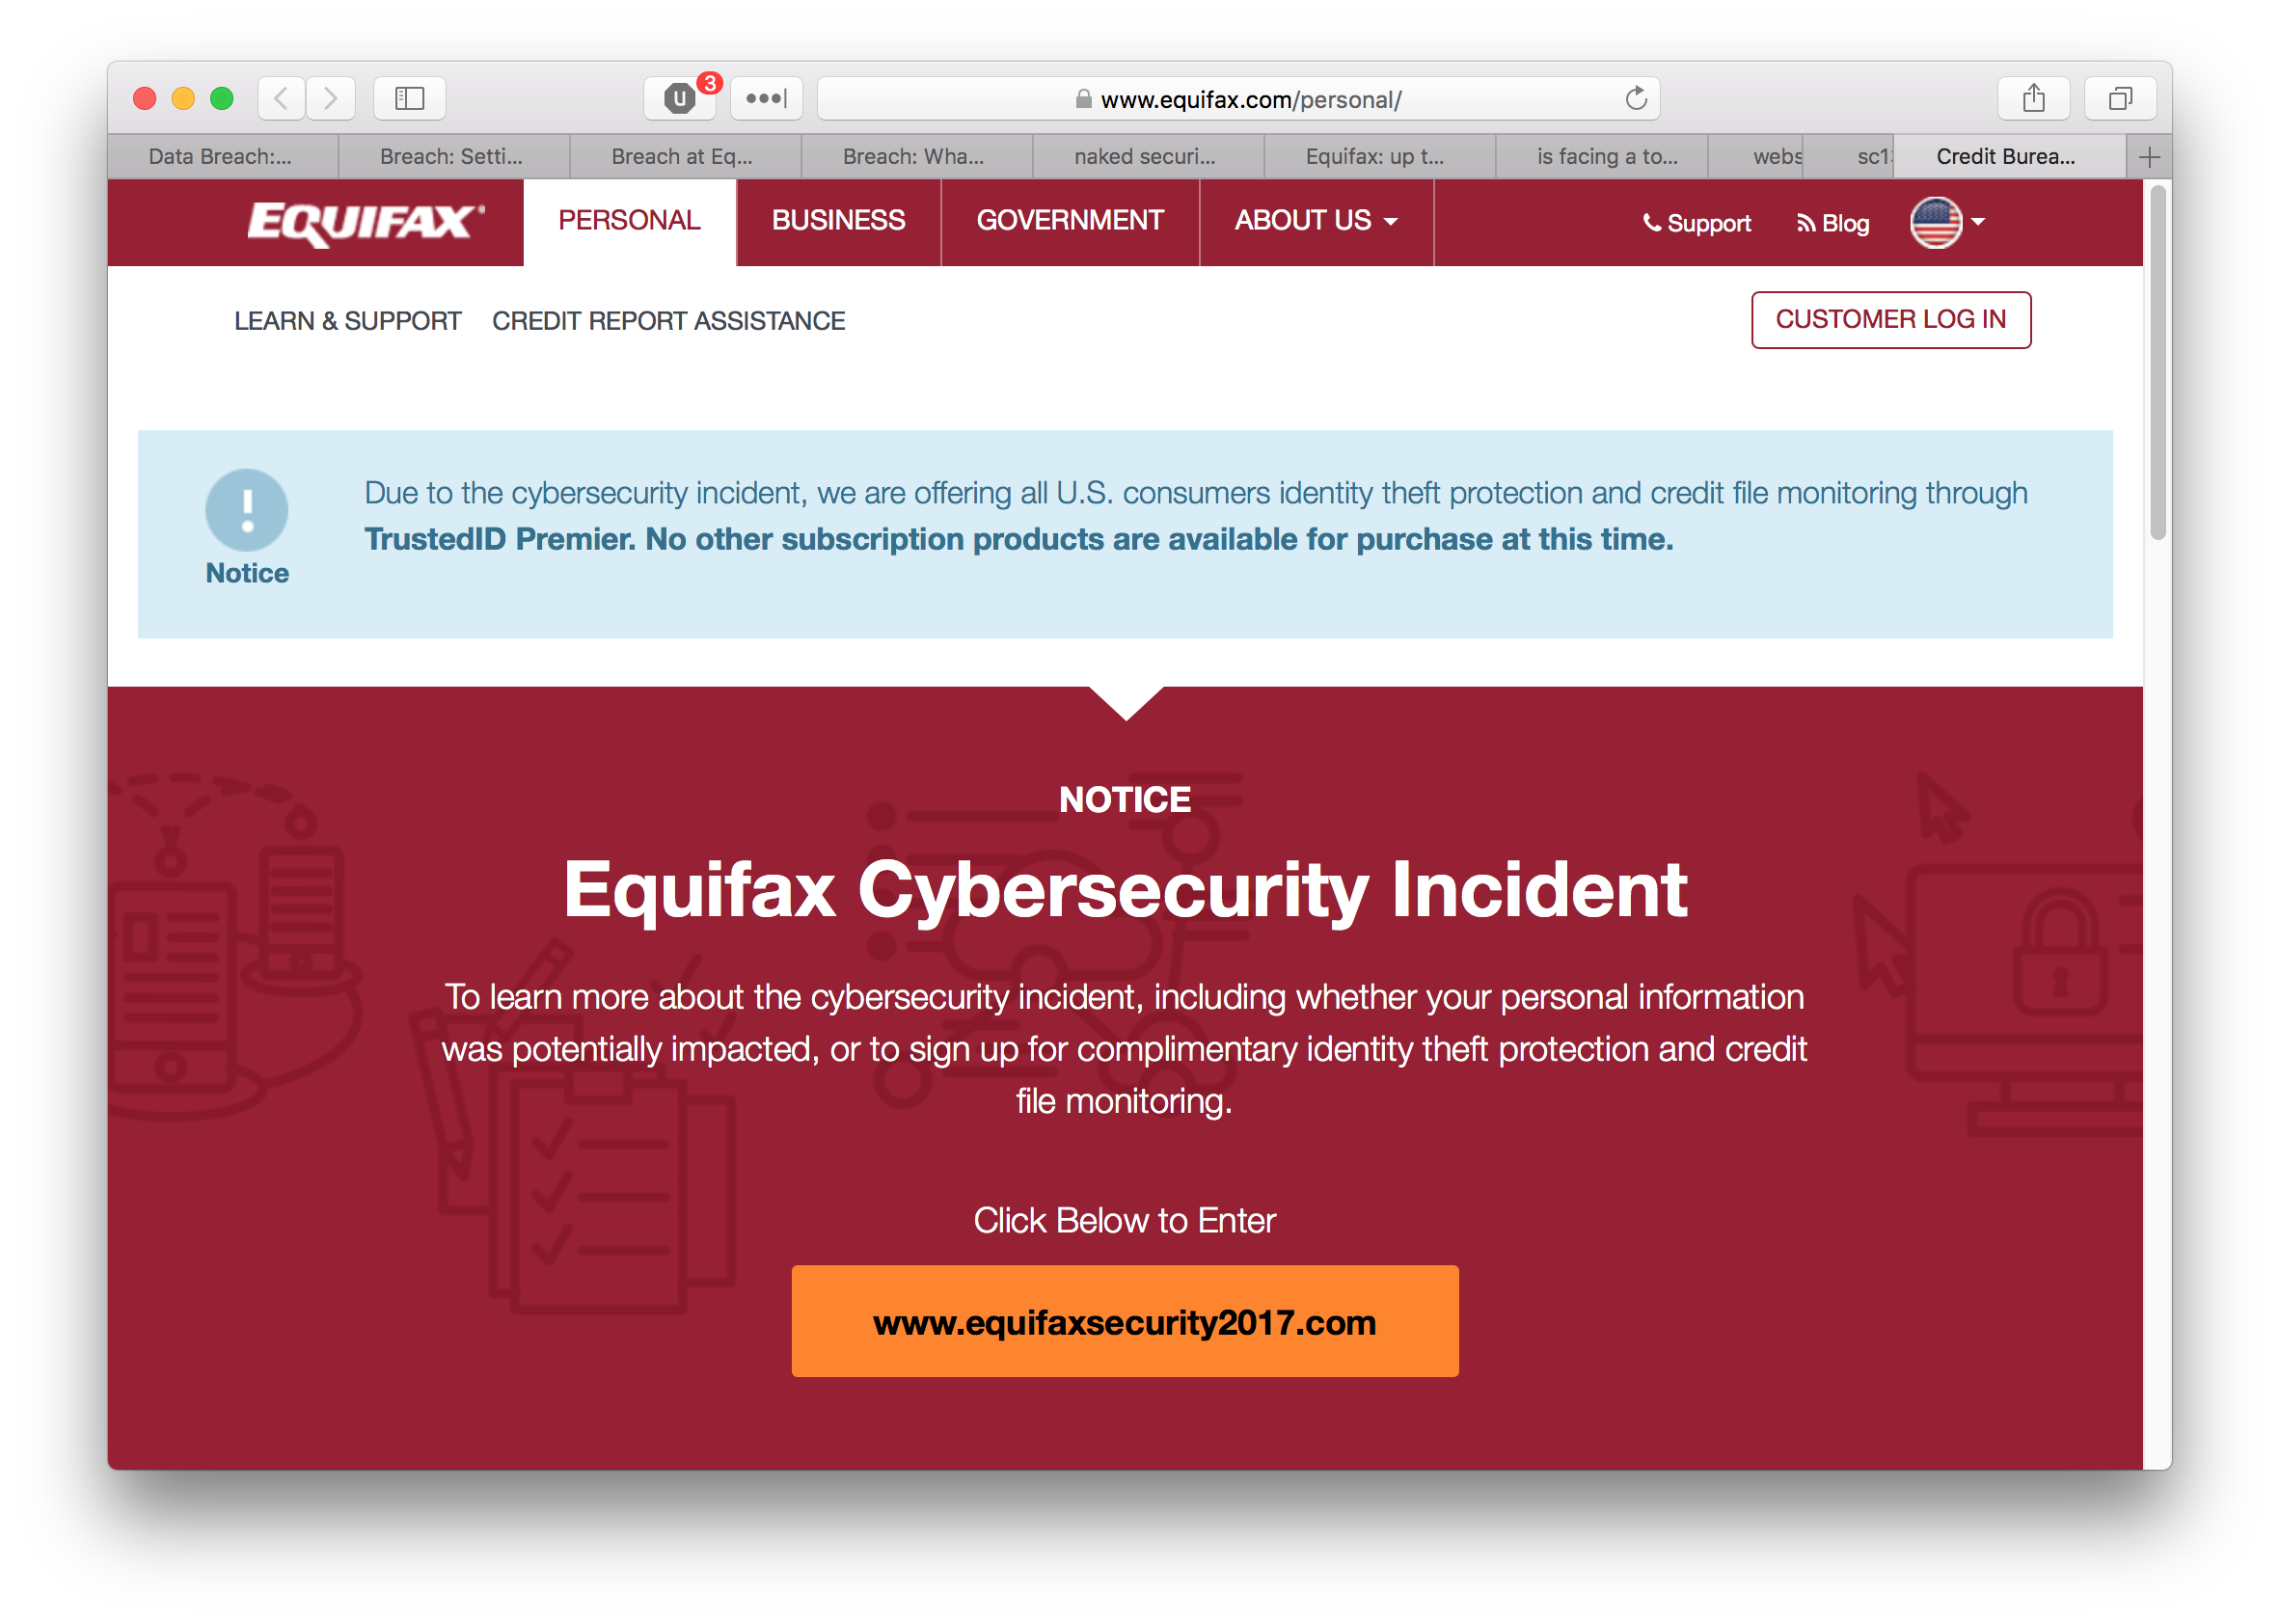 3
www.equifax.com/personal/
Data Breach:...
Breach: Setti...
Breach at Eq...
Breach: Wha...
naked securi...
Equifax: up t...
is facing a to...
webs
sc1
Credit Burea...
EQUIFAX
PERSONAL
BUSINESS
GOVERNMENT
ABOUT US
Support
Blog
LEARN & SUPPORT
CREDIT REPORT ASSISTANCE
CUSTOMER LOG IN
Notice
Due to the cybersecurity incident, we are offering all U.S. consumers identity theft protection and credit file monitoring through
TrustedID Premier. No other subscription products are available for purchase at this time.
NOTICE
Equifax Cybersecurity Incident
To learn more about the cybersecurity incident, including whether your personal information
was potentially impacted, or to sign up for complimentary identity theft protection and credit
file monitoring.
Click Below to Enter
www.equifaxsecurity2017.com